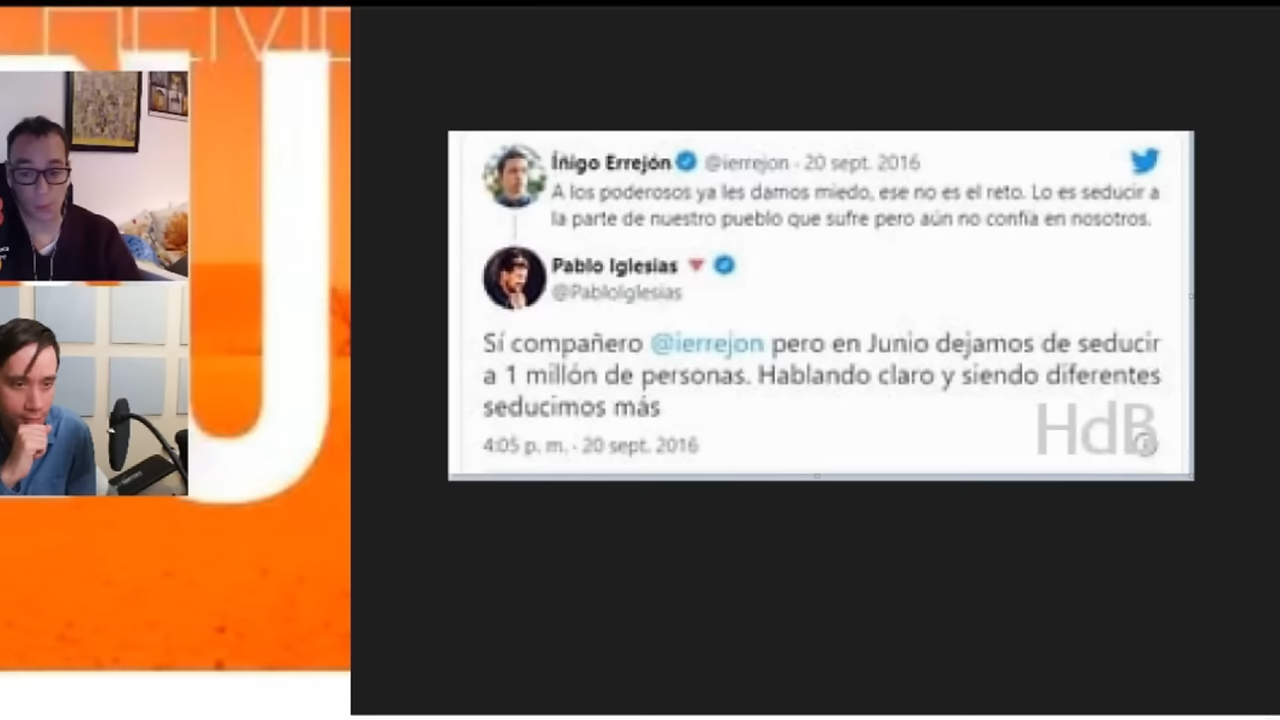 Íñigo Errejón @ierrejon · 20 sept. 2016
A los poderosos ya les damos miedo, ese no es el reto. Lo es seducir a
la parte de nuestro pueblo que sufre pero aún no confía en nosotros.
Pablo Iglesias
@PabloIglesias
Sí compañero @ierrejon pero en Junio dejamos de seducir
a 1 millón de personas. Hablando claro y siendo diferentes
seducimos más
4:05 p. m. · 20 sept. 2016
HdB